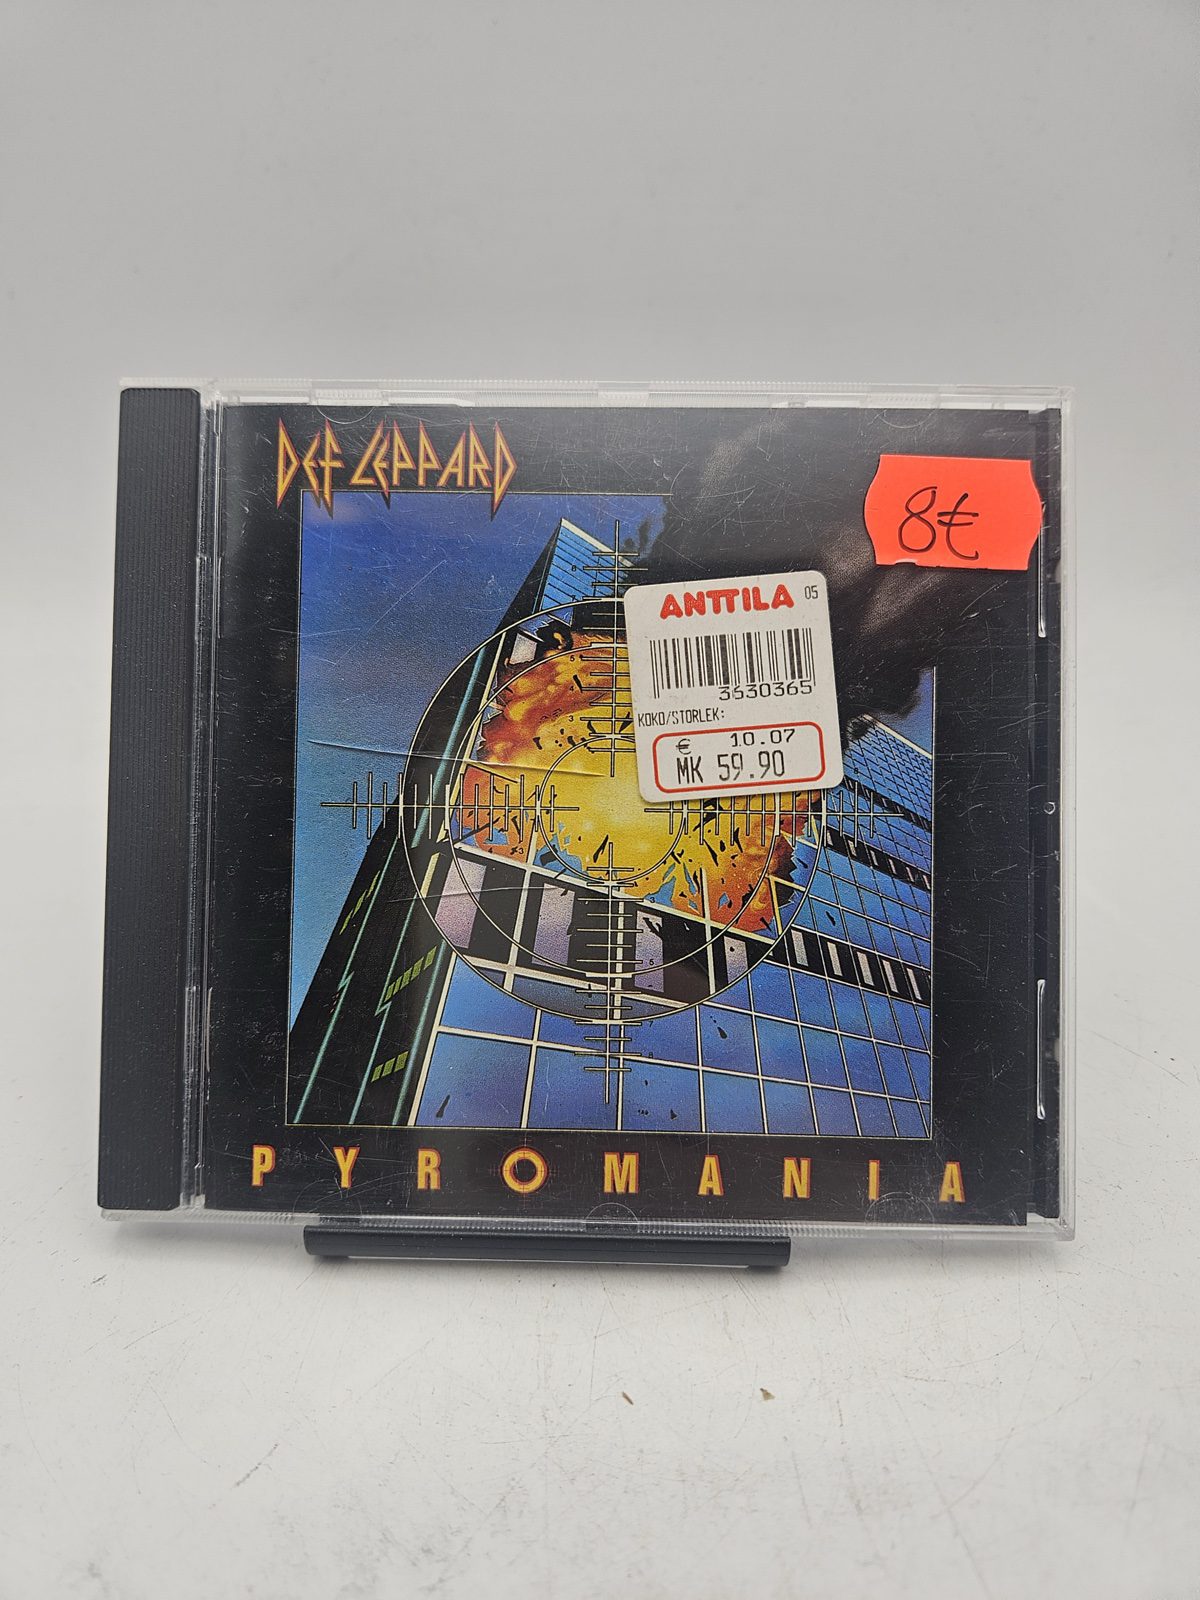 DEF LEPPARD
8€
ANTTILA 05
3630365
KOKO/STORLEK:
€ 10.07
MK 59.90
PYROMANIA